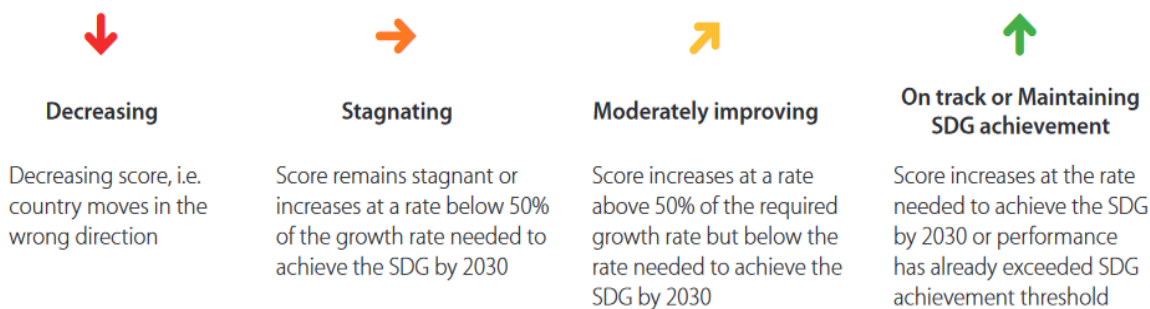 Decreasing
Decreasing score, i.e.
country moves in the
wrong direction
Stagnating
Score remains stagnant or
increases at a rate below 50%
of the growth rate needed to
achieve the SDG by 2030
Moderately improving
Score increases at a rate
above 50% of the required
growth rate but below the
rate needed to achieve the
SDG by 2030
On track or Maintaining
SDG achievement
Score increases at the rate
needed to achieve the SDG
by 2030 or performance
has already exceeded SDG
achievement threshold